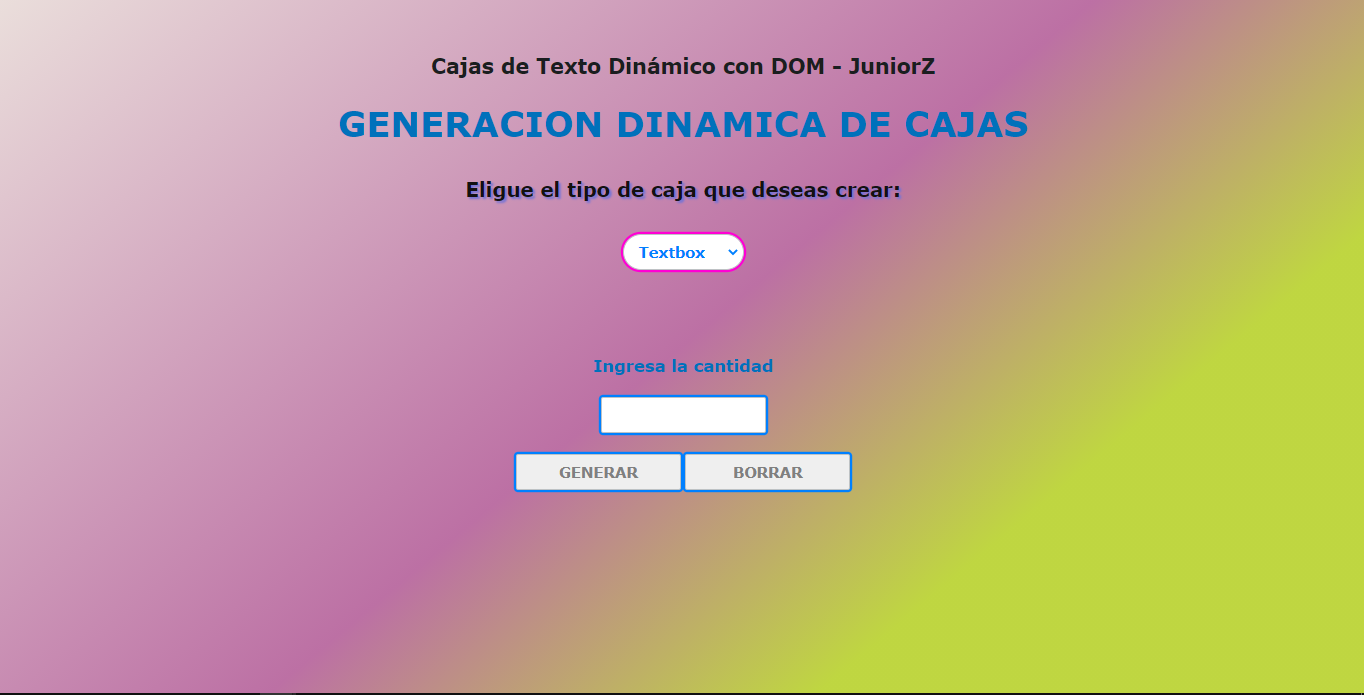 Cajas de Texto Dinámico con DOM - JuniorZ
GENERACION DINAMICA DE CAJAS
Eligue el tipo de caja que deseas crear:
Textbox
Ingresa la cantidad
GENERAR BORRAR